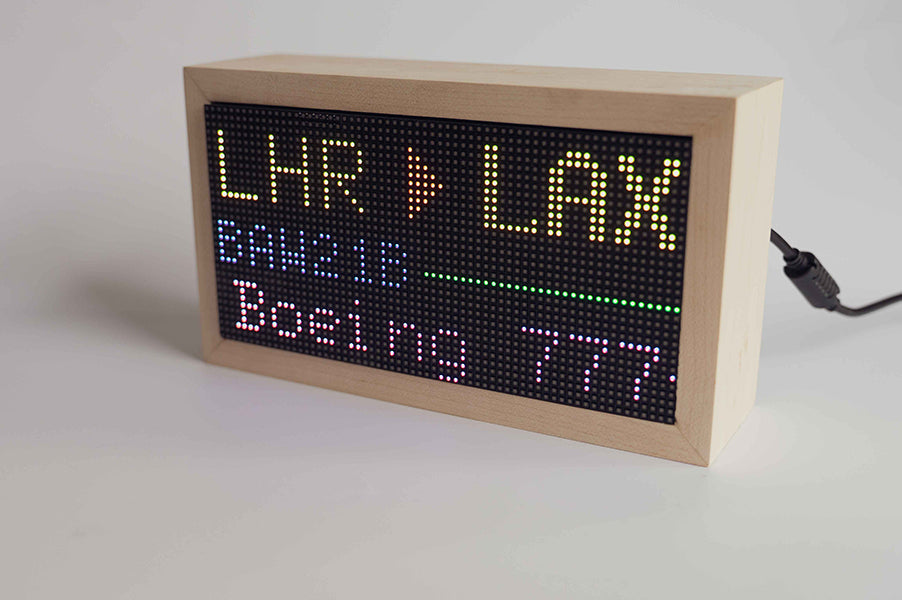 LHR ▶ LAX
BAW21B
Boeing 777-